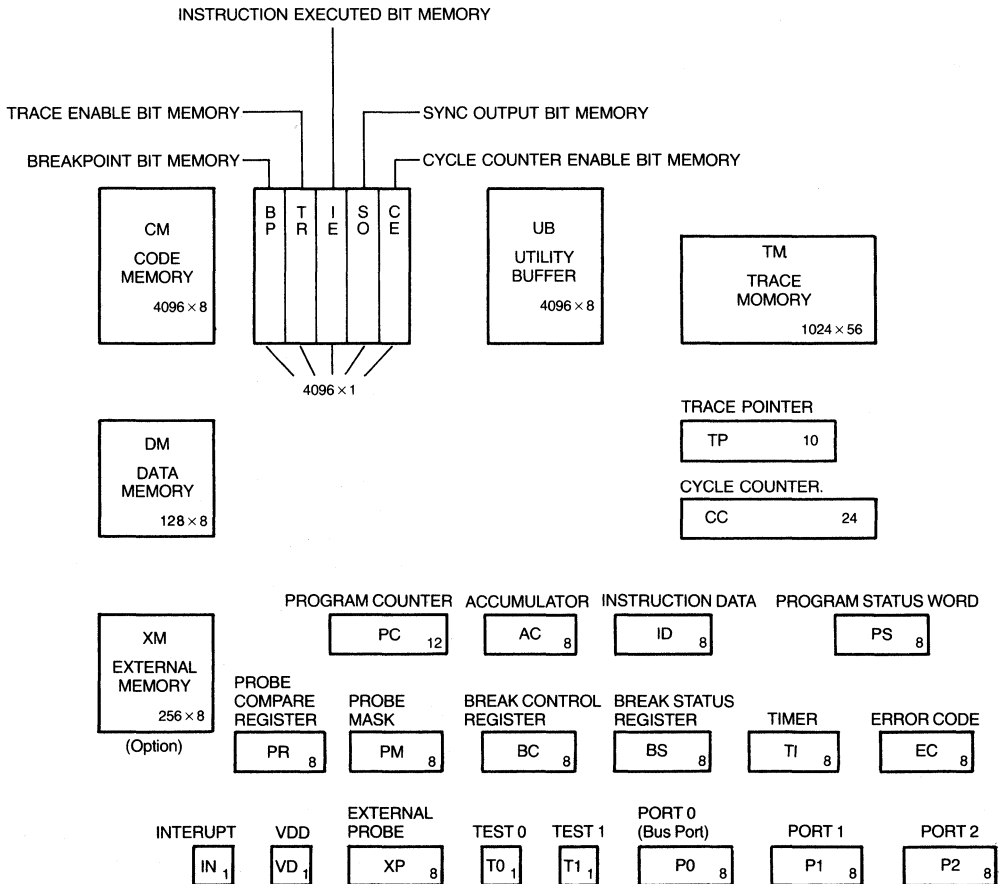 INSTRUCTION EXECUTED BIT MEMORY
TRACE ENABLE BIT MEMORY
SYNC OUTPUT BIT MEMORY
BREAKPOINT BIT MEMORY
CYCLE COUNTER ENABLE BIT MEMORY
CM
CODE
MEMORY
4096 × 8
BP
TR
IE
SO
CE
4096 × 1
UB
UTILITY
BUFFER
4096 × 8
TM.
TRACE
MOMORY
1024 × 56
DM
DATA
MEMORY
128 × 8
TRACE POINTER
TP 10
CYCLE COUNTER.
CC 24
XM
EXTERNAL
MEMORY
256 × 8
(Option)
PROGRAM COUNTER
PC 12
ACCUMULATOR
AC 8
INSTRUCTION DATA
ID 8
PROGRAM STATUS WORD
PS 8
PROBE
COMPARE
REGISTER
PR 8
PROBE
MASK
PM 8
BREAK CONTROL
REGISTER
BC 8
BREAK STATUS
REGISTER
BS 8
TIMER
TI 8
ERROR CODE
EC 8
INTERUPT
IN 1
VDD
VD 1
EXTERNAL
PROBE
XP 8
TEST 0
T0 1
TEST 1
T1 1
PORT 0
(Bus Port)
P0 8
PORT 1
P1 8
PORT 2
P2 8